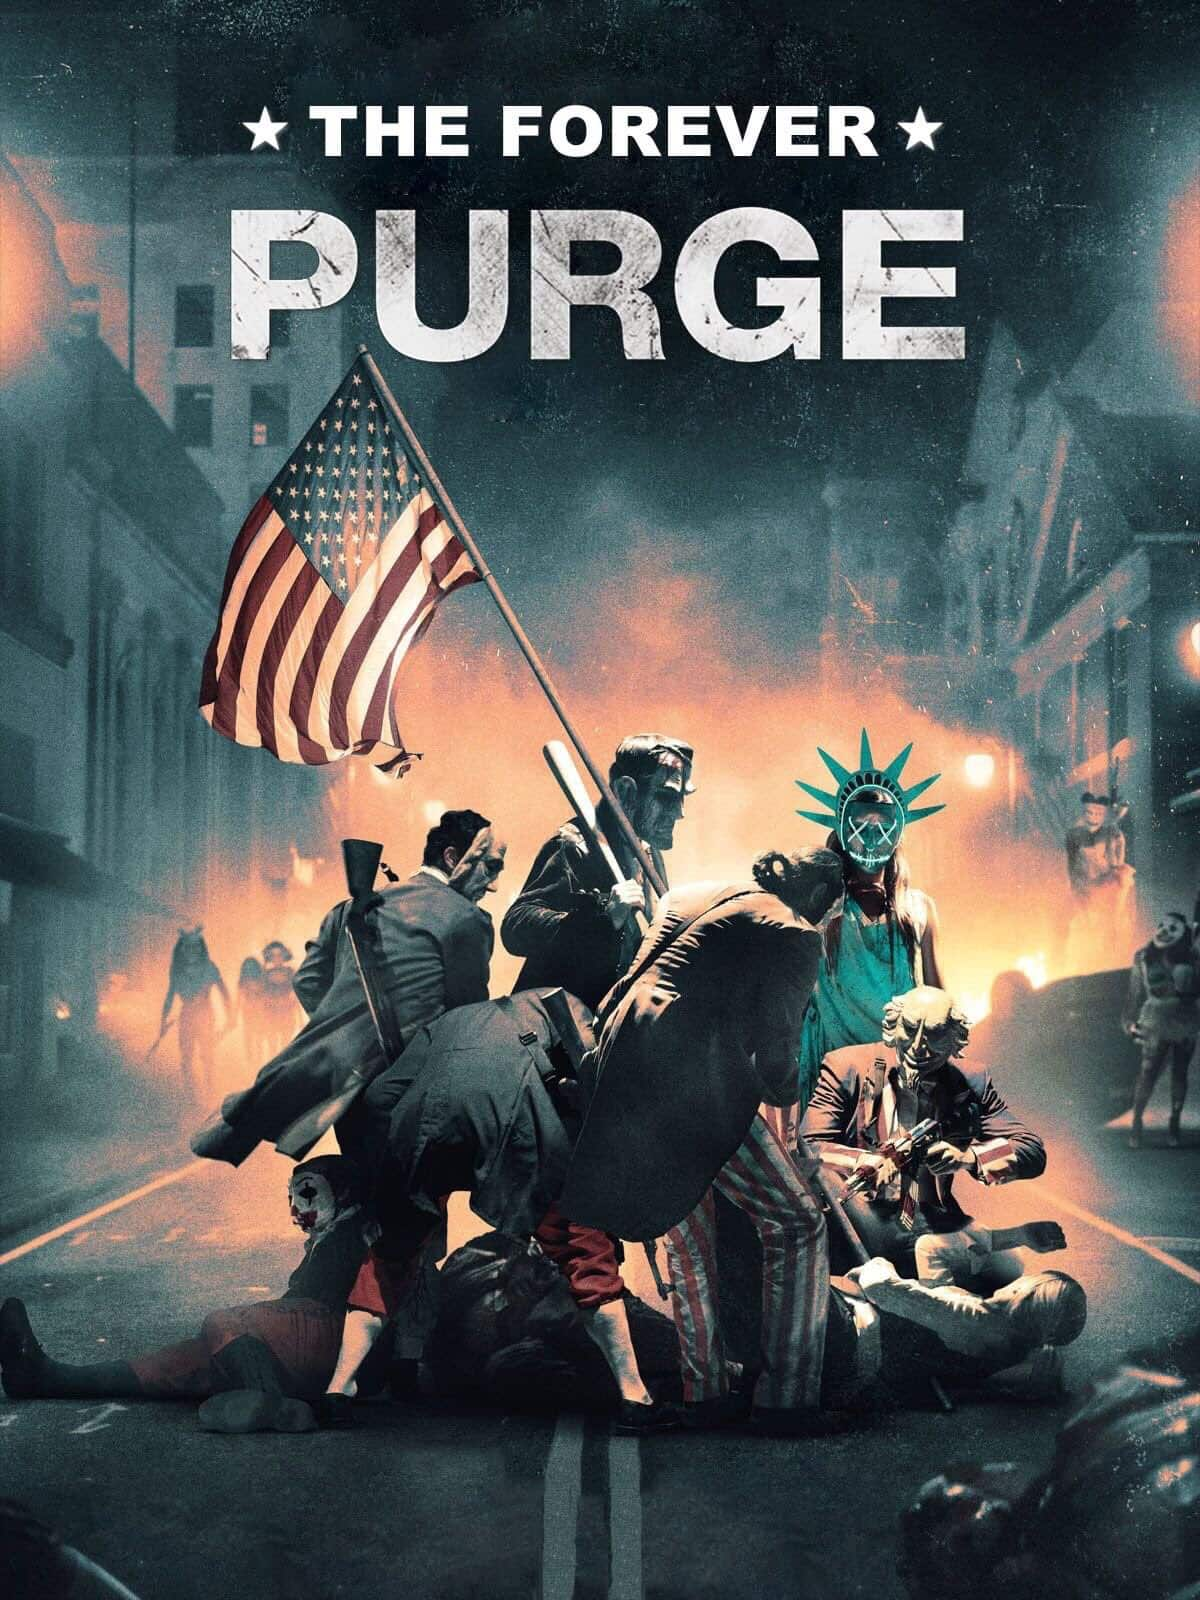 ★ THE FOREVER ★
PURGE